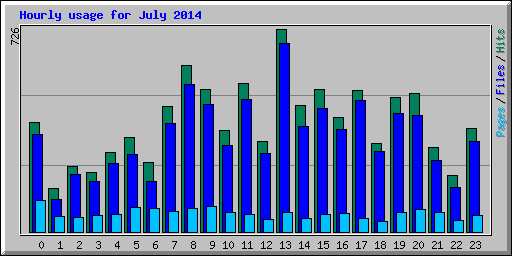 Hourly usage for July 2014
726
Pages/Files/Hits
0 1 2 3 4 5 6 7 8 9 10 11 12 13 14 15 16 17 18 19 20 21 22 23